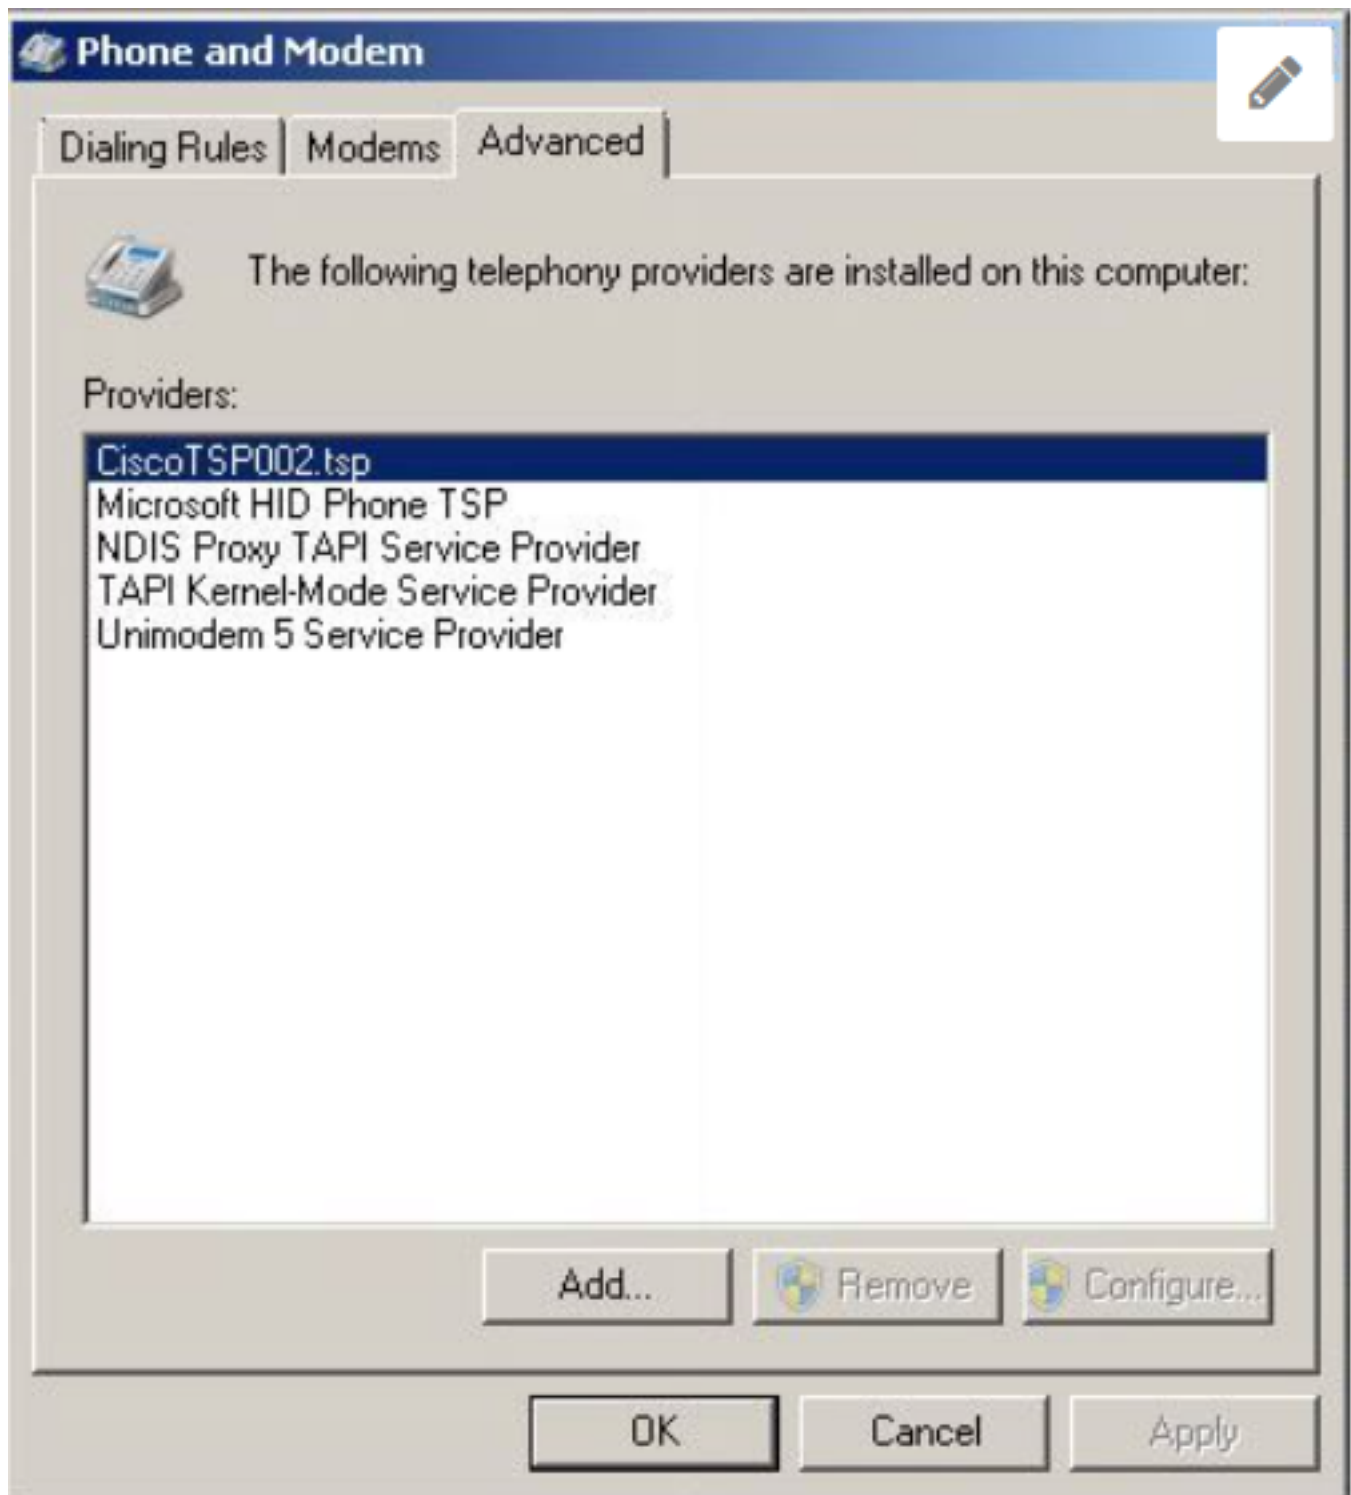 Phone and Modem
Dialing Rules
Modems
Advanced
The following telephony providers are installed on this computer:
Providers:
CiscoTSP002.tsp
Microsoft HID Phone TSP
NDIS Proxy TAPI Service Provider
TAPI Kernel-Mode Service Provider
Unimodem 5 Service Provider
Add...
Remove
Configure...
OK
Cancel
Apply